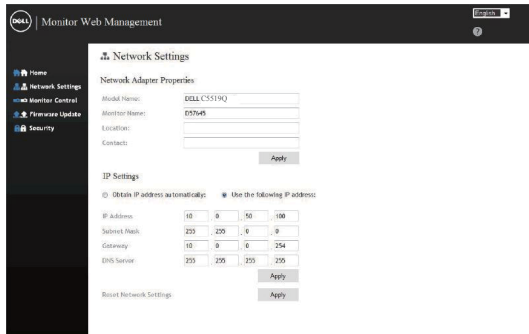 DELL Monitor Web Management
English
Network Settings
Home
Network Settings
Monitor Control
Firmware Update
Security
Network Adapter Properties
Model Name: DELL C5519Q
Monitor Name: D57645
Location:
Contact:
Apply
IP Settings
Obtain IP address automatically: Use the following IP address:
IP Address 10 . 0 . 50 . 100
Subnet Mask 255 . 255 . 0 . 0
Gateway 10 . 0 . 0 . 254
DNS Server 255 . 255 . 255 . 255
Apply
Reset Network Settings Apply